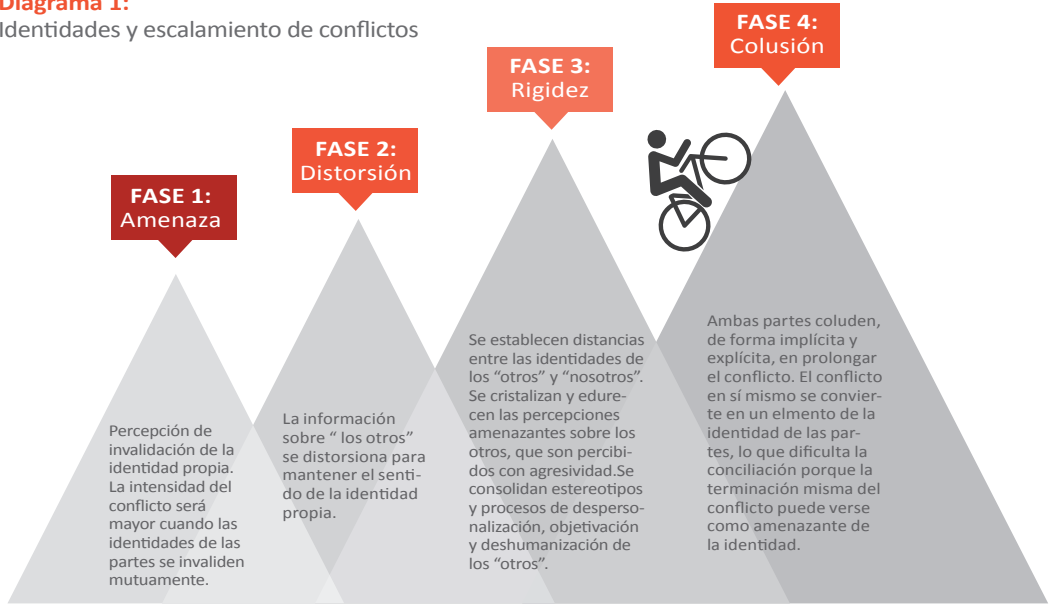 Diagrama 1:
Identidades y escalamiento de conflictos
FASE 1:
Amenaza
Percepción de
invalidación de la
identidad propia.
La intensidad del
conflicto será
mayor cuando las
identidades de las
partes se invaliden
mutuamente.
FASE 2:
Distorsión
La información
sobre “ los otros”
se distorsiona para
mantener el senti-
do de la identidad
propia.
FASE 3:
Rigidez
Se establecen distancias
entre las identidades de
los “otros” y “nosotros”.
Se cristalizan y edure-
cen las percepciones
amenazantes sobre los
otros, que son percibi-
dos con agresividad.Se
consolidan estereotipos
y procesos de desperso-
nalización, objetivación
y deshumanización de
los “otros”.
FASE 4:
Colusión
Ambas partes coluden,
de forma implícita y
explícita, en prolongar
el conflicto. El conflicto
en sí mismo se convier-
te en un elmento de la
identidad de las par-
tes, lo que dificulta la
conciliación porque la
terminación misma del
conflicto puede verse
como amenazante de
la identidad.